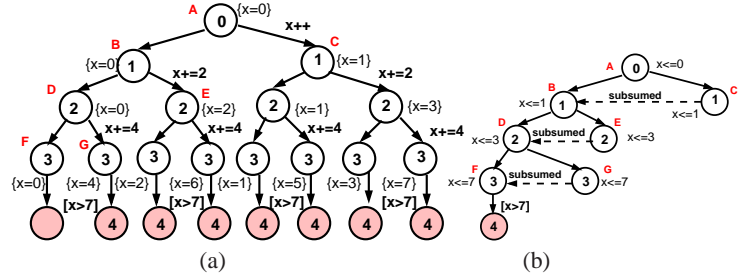 A 0 {x=0}
x++
B {x=0} 1 C 1 {x=1}
x+=2 x+=2
D 2 {x=0} E 2 {x=2} 2 {x=1} 2 {x=3}
x+=4 x+=4 x+=4 x+=4
F 3 G 3 3 3 3 3 3 3
{x=0} {x=4} {x=2} {x=6} {x=1} {x=5} {x=3} {x=7}
[x>7] [x>7] [x>7] [x>7]
4 4 4 4 4 4 4
(a)
A 0 x<=0
B x<=1 1 subsumed 1 C
x<=1
D x<=3 2 subsumed 2 E x<=3
F x<=7 3 subsumed 3 G x<=7
[x>7]
4
(b)